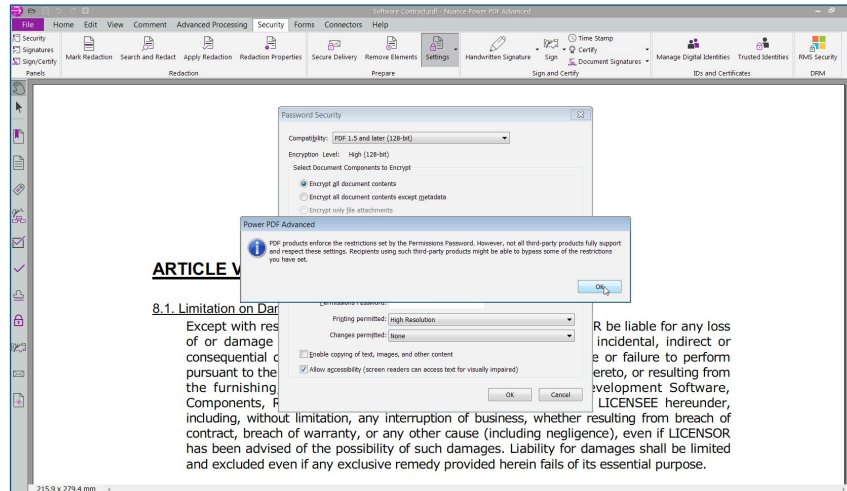 Software Contrast.pdf - Nuance Power PDF Advanced
File Home Edit View Comment Advanced Processing Security Forms Connectors Help
Security
Signatures
Sign/Certify
Panels
Mark Redaction Search and Redact Apply Redaction Redaction Properties
Redaction
Secure Delivery Remove Elements Settings
Prepare
Handwritten Signature Sign
Time Stamp
Certify
Document Signatures
Sign and Certify
Manage Digital Identities Trusted Identities
IDs and Certificates
RMS Security
DRM
Password Security
Compatibility: PDF 1.5 and later (128-bit)
Encryption Level: High (128-bit)
Select Document Components to Encrypt
Encrypt all document contents
Encrypt all document contents except metadata
Encrypt only file attachments
Power PDF Advanced
PDF products enforce the restrictions set by the Permissions Password. However, not all third-party products fully support
and respect these settings. Recipients using such third-party products might be able to bypass some of the restrictions
you have set.
OK
Permissions Password:
Printing permitted: High Resolution
Changes permitted: None
Enable copying of text, images, and other content
Allow accessibility (screen readers can access text for visually impaired)
OK Cancel
ARTICLE V
8.1. Limitation on Dam
Except with res R be liable for any loss
of or damage incidental, indirect or
consequential e or failure to perform
pursuant to the ereto, or resulting from
the furnishing, evelopment Software,
Components, LICENSEE hereunder,
including, without limitation, any interruption of business, whether resulting from breach of
contract, breach of warranty, or any other cause (including negligence), even if LICENSOR
has been advised of the possibility of such damages. Liability for damages shall be limited
and excluded even if any exclusive remedy provided herein fails of its essential purpose.
215.9 x 279.4 mm